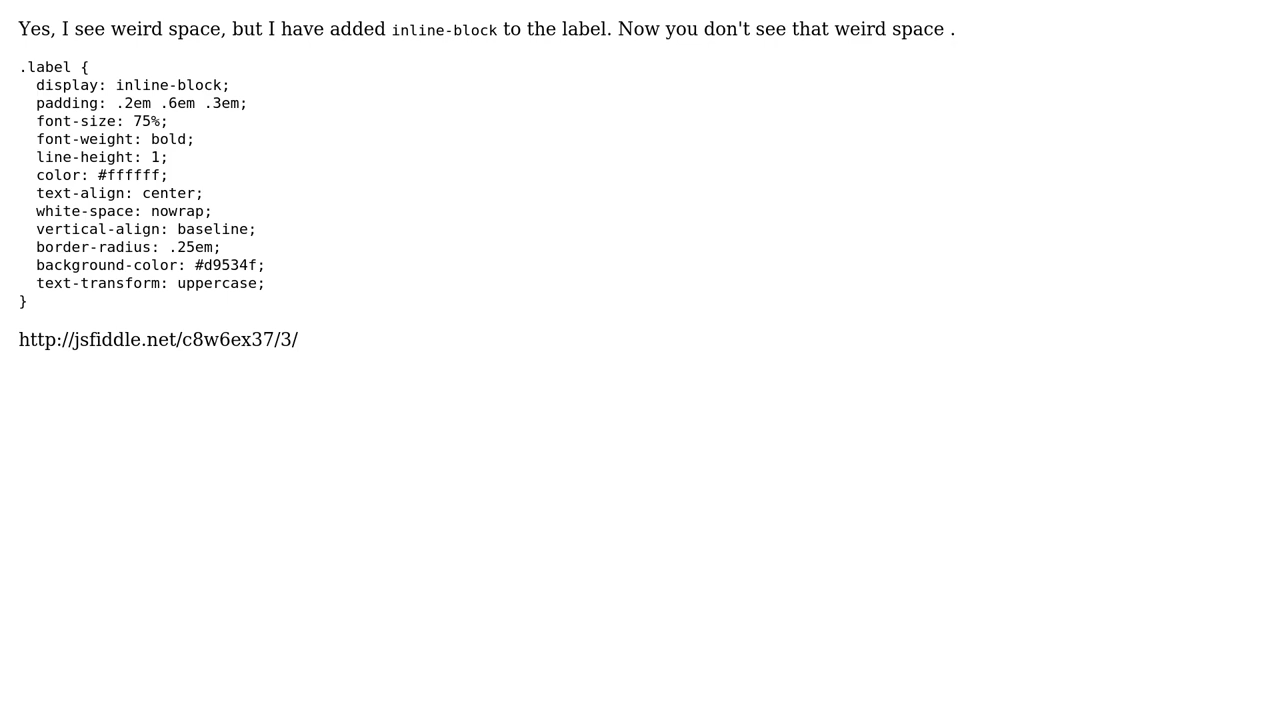 Yes, I see weird space, but I have added inline-block to the label. Now you don't see that weird space .
.label {
  display: inline-block;
  padding: .2em .6em .3em;
  font-size: 75%;
  font-weight: bold;
  line-height: 1;
  color: #ffffff;
  text-align: center;
  white-space: nowrap;
  vertical-align: baseline;
  border-radius: .25em;
  background-color: #d9534f;
  text-transform: uppercase;
}
http://jsfiddle.net/c8w6ex37/3/